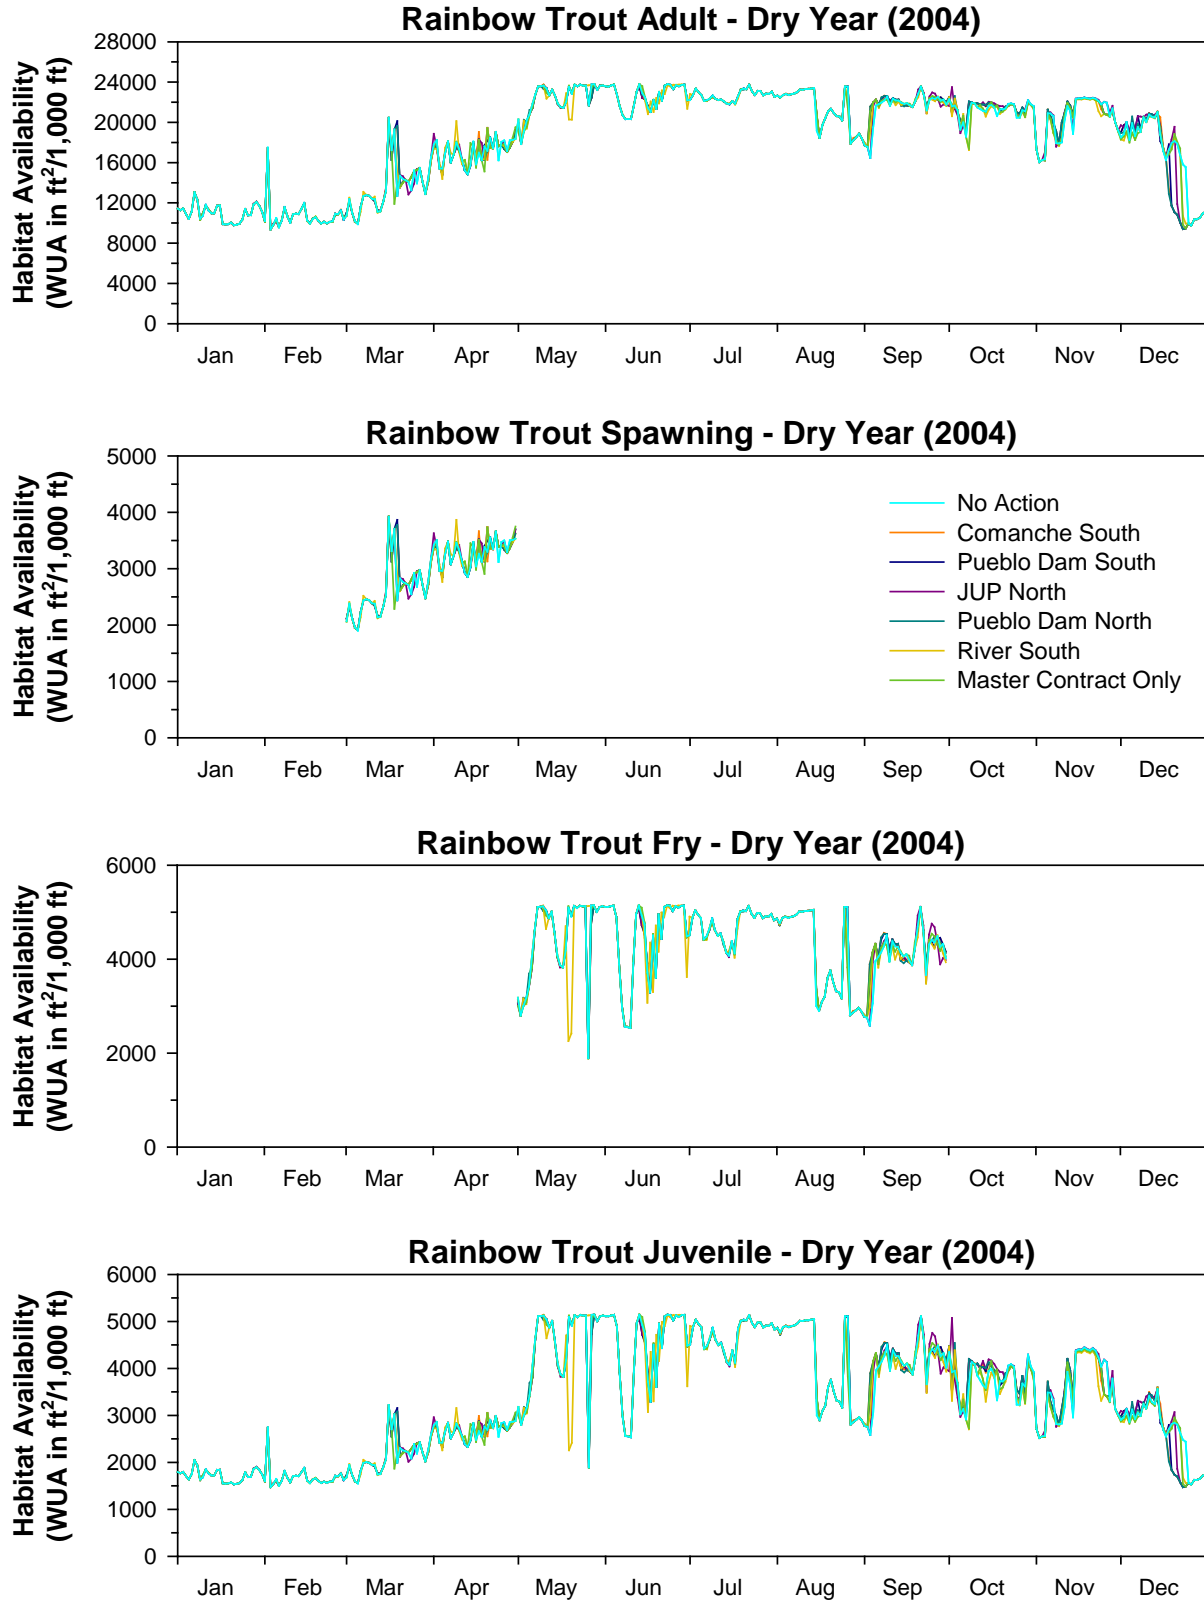 Rainbow Trout Adult - Dry Year (2004)
Habitat Availability
(WUA in ft²/1,000 ft)
28000
24000
20000
16000
12000
8000
4000
0
Jan Feb Mar Apr May Jun Jul Aug Sep Oct Nov Dec
Rainbow Trout Spawning - Dry Year (2004)
Habitat Availability
(WUA in ft²/1,000 ft)
5000
4000
3000
2000
1000
0
No Action
Comanche South
Pueblo Dam South
JUP North
Pueblo Dam North
River South
Master Contract Only
Jan Feb Mar Apr May Jun Jul Aug Sep Oct Nov Dec
Rainbow Trout Fry - Dry Year (2004)
Habitat Availability
(WUA in ft²/1,000 ft)
6000
4000
2000
0
Jan Feb Mar Apr May Jun Jul Aug Sep Oct Nov Dec
Rainbow Trout Juvenile - Dry Year (2004)
Habitat Availability
(WUA in ft²/1,000 ft)
6000
5000
4000
3000
2000
1000
0
Jan Feb Mar Apr May Jun Jul Aug Sep Oct Nov Dec